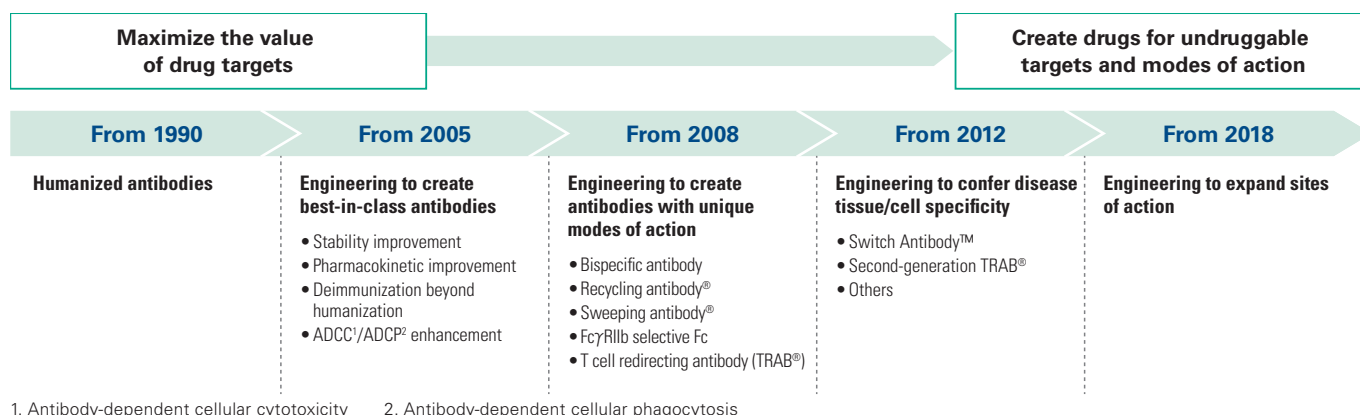 Maximize the value
of drug targets
Create drugs for undruggable
targets and modes of action
From 1990
From 2005
From 2008
From 2012
From 2018
Humanized antibodies
Engineering to create
best-in-class antibodies
• Stability improvement
• Pharmacokinetic improvement
• Deimmunization beyond
humanization
• ADCC¹/ADCP² enhancement
Engineering to create
antibodies with unique
modes of action
• Bispecific antibody
• Recycling antibody®
• Sweeping antibody®
• FcγRIIb selective Fc
• T cell redirecting antibody (TRAB®)
Engineering to confer disease
tissue/cell specificity
• Switch Antibody™
• Second-generation TRAB®
• Others
Engineering to expand sites
of action
1. Antibody-dependent cellular cytotoxicity 2. Antibody-dependent cellular phagocytosis